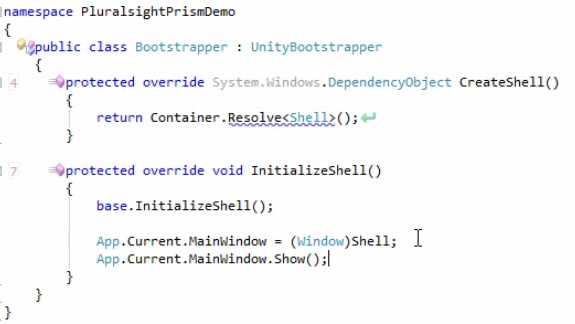 namespace PluralsightPrismDemo
{
public class Bootstrapper : UnityBootstrapper
{
4 protected override System.Windows.DependencyObject CreateShell()
{
return Container.Resolve<Shell>();
}
7 protected override void InitializeShell()
{
base.InitializeShell();
App.Current.MainWindow = (Window)Shell;
App.Current.MainWindow.Show();
}
}
}